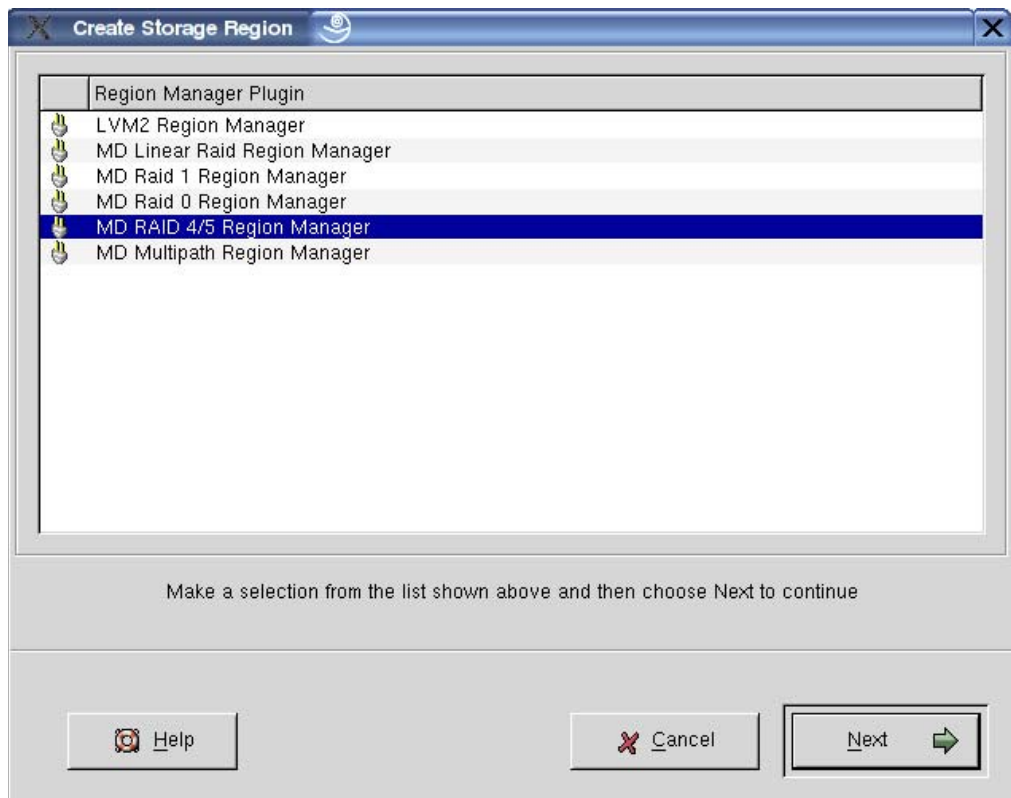 Create Storage Region
Region Manager Plugin
LVM2 Region Manager
MD Linear Raid Region Manager
MD Raid 1 Region Manager
MD Raid 0 Region Manager
MD RAID 4/5 Region Manager
MD Multipath Region Manager
Make a selection from the list shown above and then choose Next to continue
Help
Cancel
Next